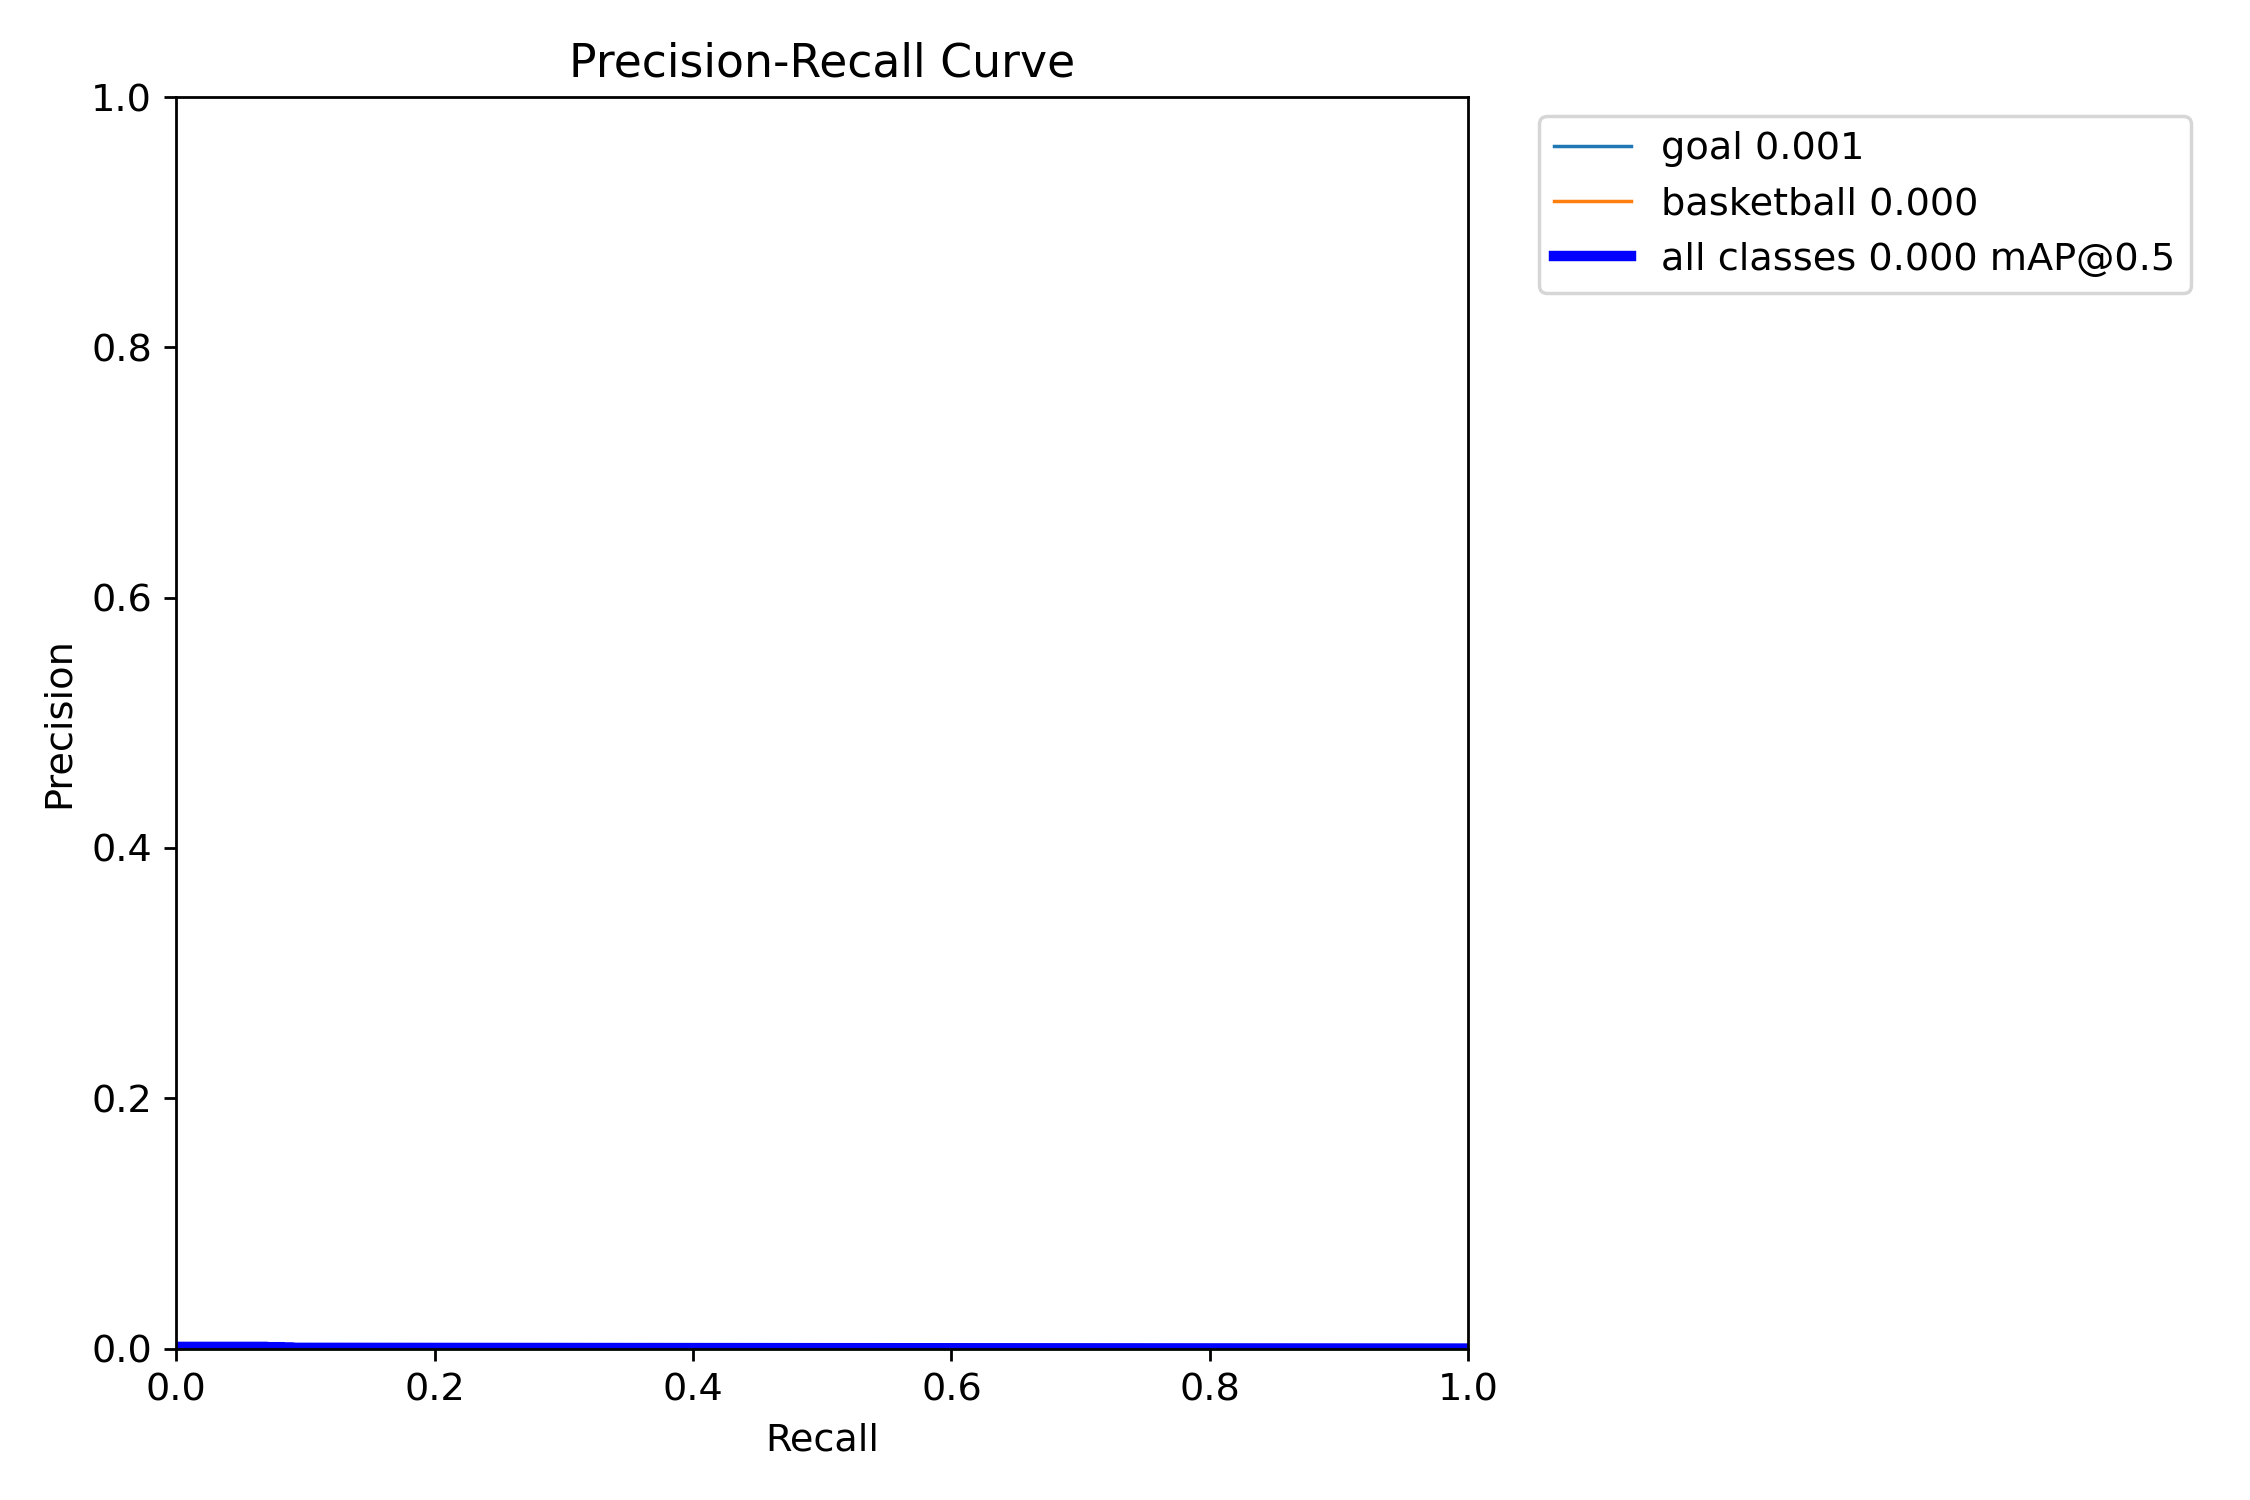 Precision-Recall Curve
1.0
0.8
0.6
0.4
0.2
0.0
Precision
0.0 0.2 0.4 0.6 0.8 1.0
Recall
goal 0.001
basketball 0.000
all classes 0.000 mAP@0.5